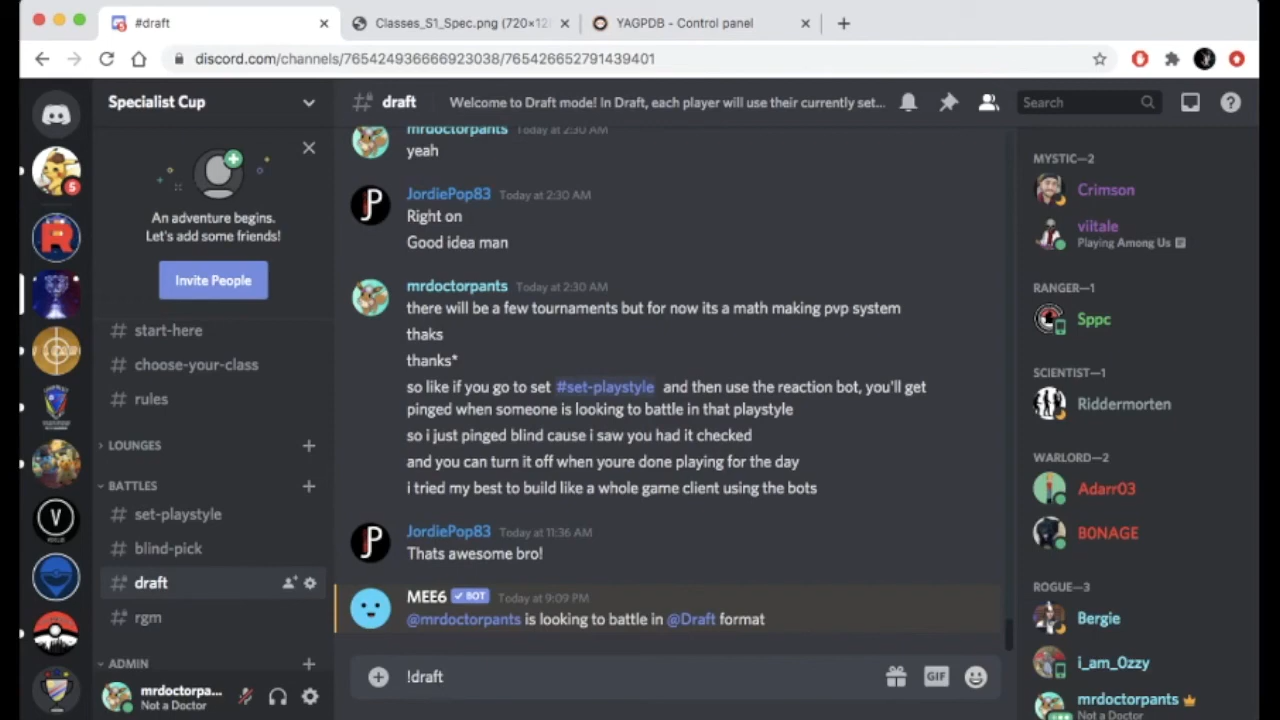 #draft
Classes_S1_Spec.png (720×12
YAGPDB - Control panel
discord.com/channels/765424936666923038/765426652791439401
Specialist Cup
draft
Welcome to Draft mode! In Draft, each player will use their currently set...
Search
5
R
V
An adventure begins.
Let's add some friends!
Invite People
start-here
choose-your-class
rules
LOUNGES
BATTLES
set-playstyle
blind-pick
draft
rgm
ADMIN
mrdoctorpa...
Not a Doctor
mrdoctorpants Today at 2:30 AM
yeah
JordiePop83 Today at 2:30 AM
Right on
Good idea man
mrdoctorpants Today at 2:30 AM
there will be a few tournaments but for now its a math making pvp system
thaks
thanks*
so like if you go to set #set-playstyle and then use the reaction bot, you'll get
pinged when someone is looking to battle in that playstyle
so i just pinged blind cause i saw you had it checked
and you can turn it off when youre done playing for the day
i tried my best to build like a whole game client using the bots
JordiePop83 Today at 11:36 AM
Thats awesome bro!
MEE6 BOT Today at 9:09 PM
@mrdoctorpants is looking to battle in @Draft format
!draft
GIF
MYSTIC—2
Crimson
viltale
Playing Among Us
RANGER—1
Sppc
SCIENTIST—1
Riddermorten
WARLORD—2
Adarr03
B0NAGE
ROGUE—3
Bergie
i_am_0zzy
mrdoctorpants
Not a Doctor